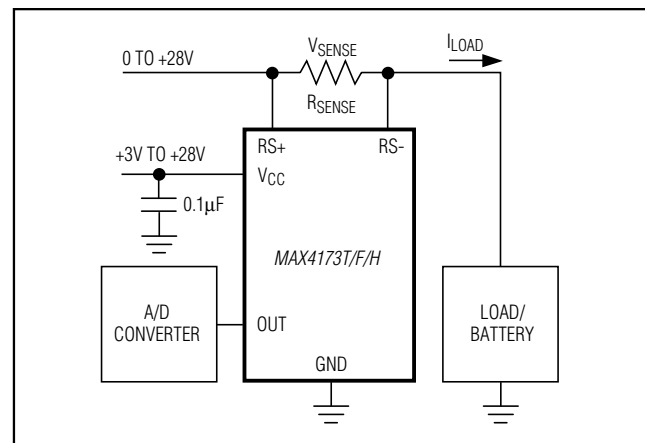 0 TO +28V
VSENSE
ILOAD
RSENSE
RS+
RS-
+3V TO +28V
VCC
0.1µF
MAX4173T/F/H
A/D
CONVERTER
OUT
LOAD/
BATTERY
GND